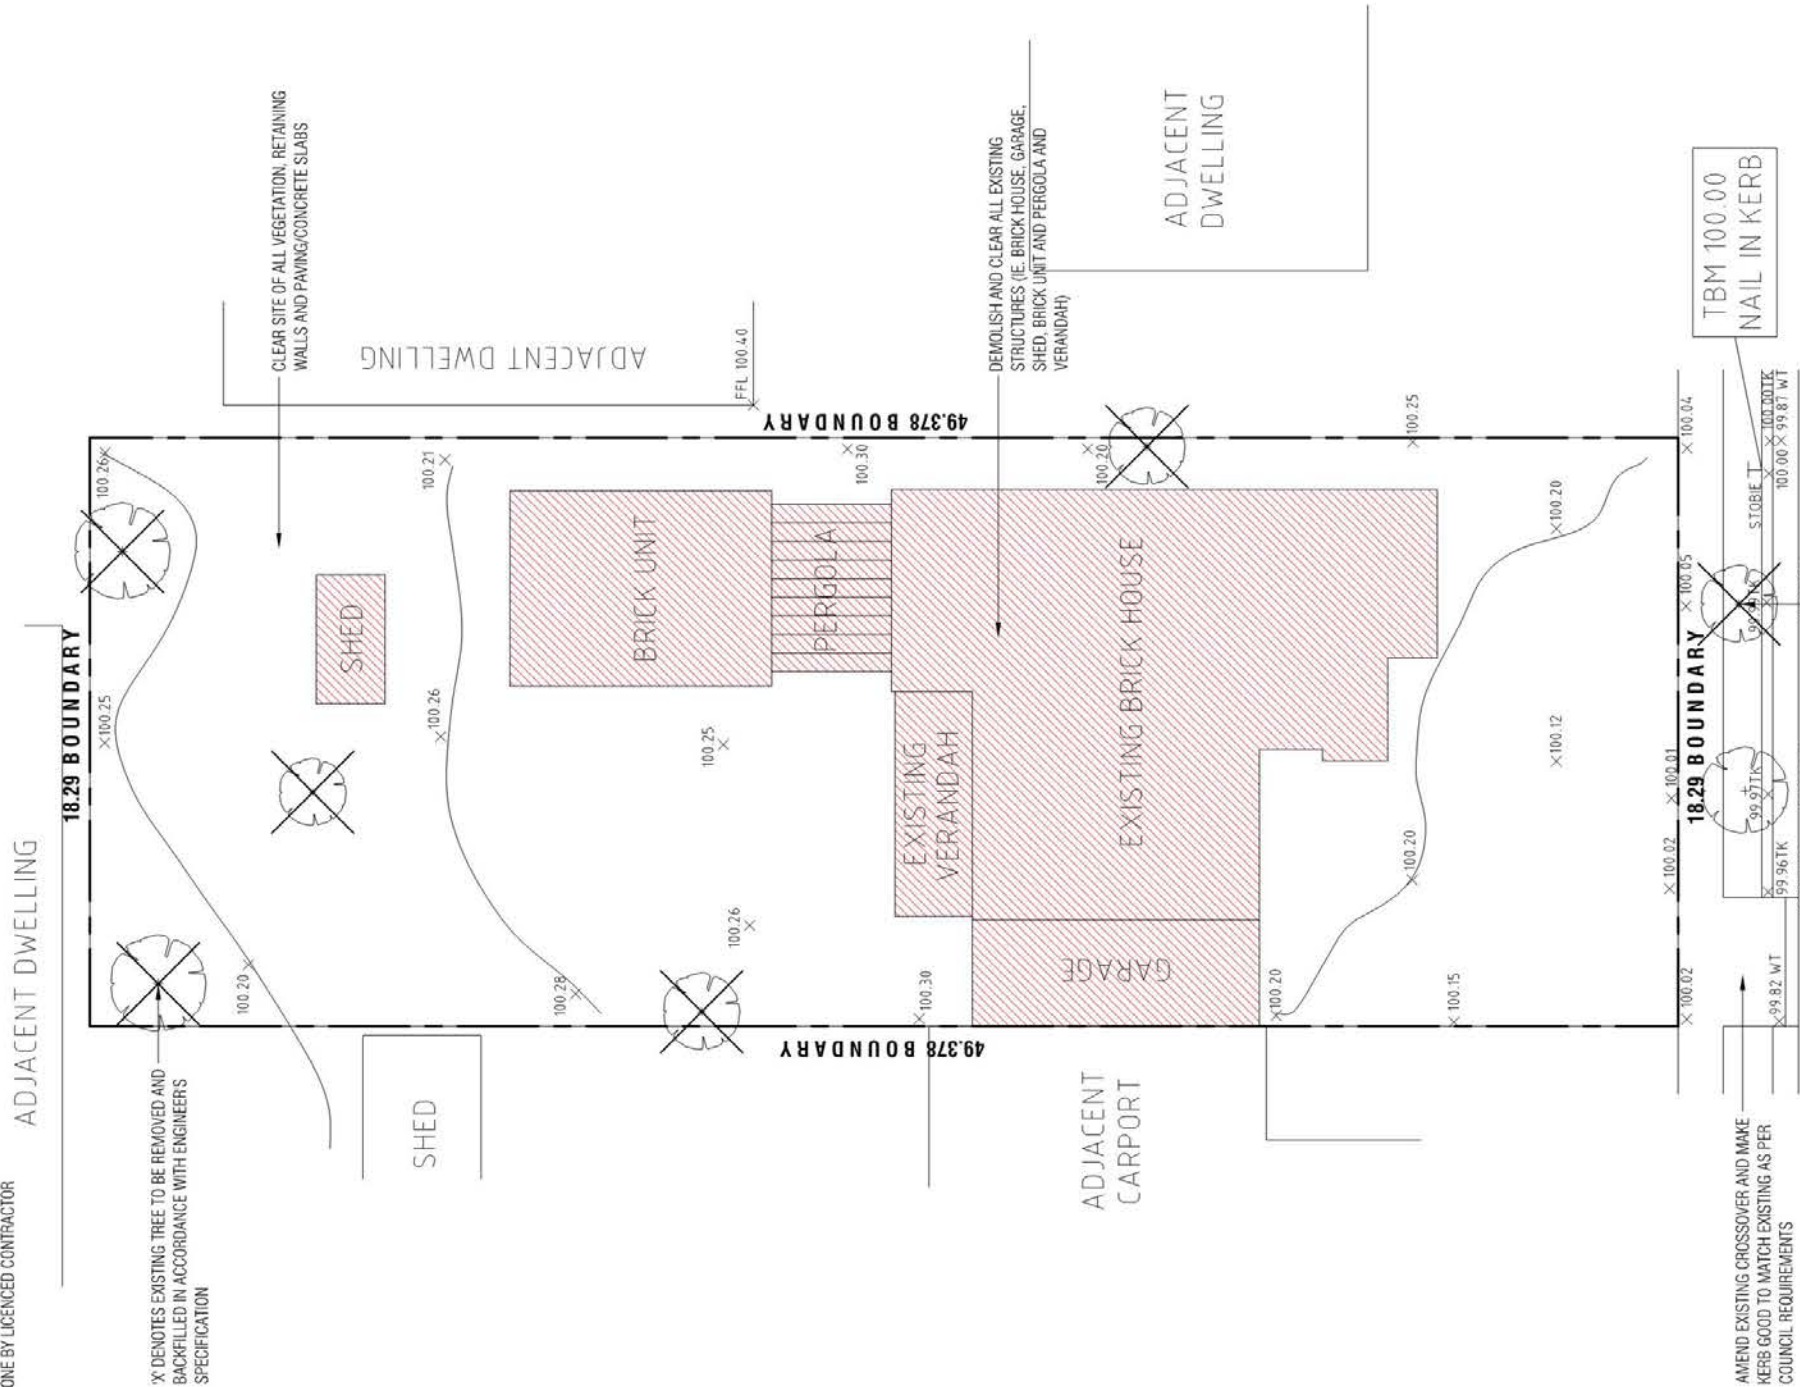 ONE BY LICENCED CONTRACTOR
ADJACENT DWELLING
'X' DENOTES EXISTING TREE TO BE REMOVED AND
BACKFILLED IN ACCORDANCE WITH ENGINEERS
SPECIFICATION
18.29 BOUNDARY
100.26
100.25
100.20
CLEAR SITE OF ALL VEGETATION, RETAINING
WALLS AND PAVING/CONCRETE SLABS
SHED
SHED
ADJACENT DWELLING
FFL 100.40
100.21
100.26
100.28
BRICK UNIT
100.25
100.26
PERGOLA
49.378 BOUNDARY
49.378 BOUNDARY
100.30
100.30
EXISTING
VERANDAH
DEMOLISH AND CLEAR ALL EXISTING
STRUCTURES (IE. BRICK HOUSE, GARAGE,
SHED, BRICK UNIT AND PERGOLA AND
VERANDAH)
EXISTING BRICK HOUSE
GARAGE
100.20
ADJACENT
CARPORT
ADJACENT
DWELLING
100.20
100.25
100.20
100.15
100.20
100.12
100.02
100.02
100.01
100.05
100.04
18.29 BOUNDARY
TBM 100.00
NAIL IN KERB
STOBIE
99.82 WT
99.96TK
99.97TK
99.99TK
100.00
100.00TK
99.87 WT
AMEND EXISTING CROSSOVER AND MAKE
KERB GOOD TO MATCH EXISTING AS PER
COUNCIL REQUIREMENTS